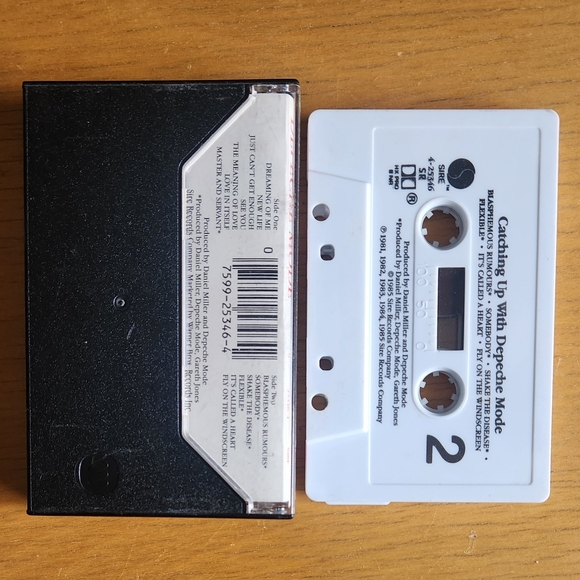 Side One
DREAMING OF ME
NEW LIFE
JUST CAN'T GET ENOUGH
SEE YOU
THE MEANING OF LOVE
LOVE IN ITSELF
MASTER AND SERVANT*
0
7599-25346-4
Side Two
BLASPHEMOUS RUMOURS*
SOMEBODY*
SHAKE THE DISEASE*
FLEXIBLE*
IT'S CALLED A HEART
FLY ON THE WINDSCREEN
Produced by Daniel Miller and Depeche Mode
*Produced by Daniel Miller, Depeche Mode, Gareth Jones
Sire Records Company Marketed by Warner Bros. Records Inc.
SIRE
4-25346
SR
HX PRO
Catching Up With Depeche Mode
BLASPHEMOUS RUMOURS* • SOMEBODY* • SHAKE THE DISEASE* •
FLEXIBLE* • IT'S CALLED A HEART • FLY ON THE WINDSCREEN
2
Produced by Daniel Miller and Depeche Mode
*Produced by Daniel Miller, Depeche Mode, Gareth Jones
© 1985 Sire Records Company
℗ 1981, 1982, 1983, 1984, 1985 Sire Records Company